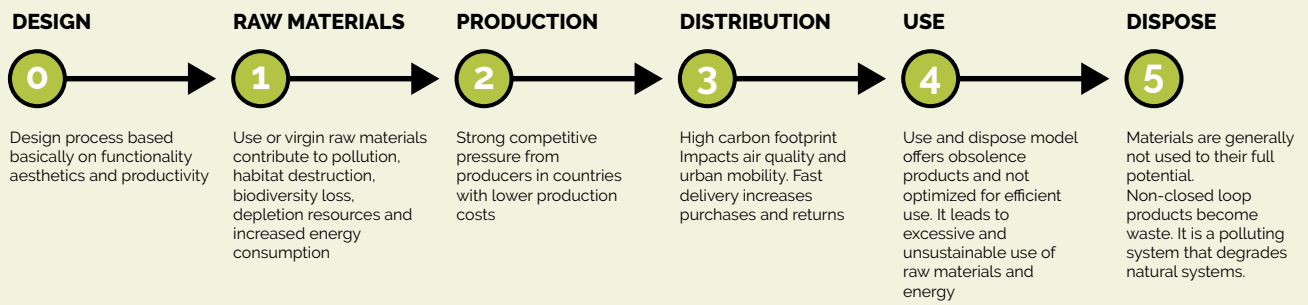 DESIGN
0
Design process based
basically on functionality
aesthetics and productivity
RAW MATERIALS
1
Use or virgin raw materials
contribute to pollution,
habitat destruction,
biodiversity loss,
depletion resources and
increased energy
consumption
PRODUCTION
2
Strong competitive
pressure from
producers in countries
with lower production
costs
DISTRIBUTION
3
High carbon footprint
Impacts air quality and
urban mobility. Fast
delivery increases
purchases and returns
USE
4
Use and dispose model
offers obsolence
products and not
optimized for efficient
use. It leads to
excessive and
unsustainable use of
raw materials and
energy
DISPOSE
5
Materials are generally
not used to their full
potential.
Non-closed loop
products become
waste. It is a polluting
system that degrades
natural systems.